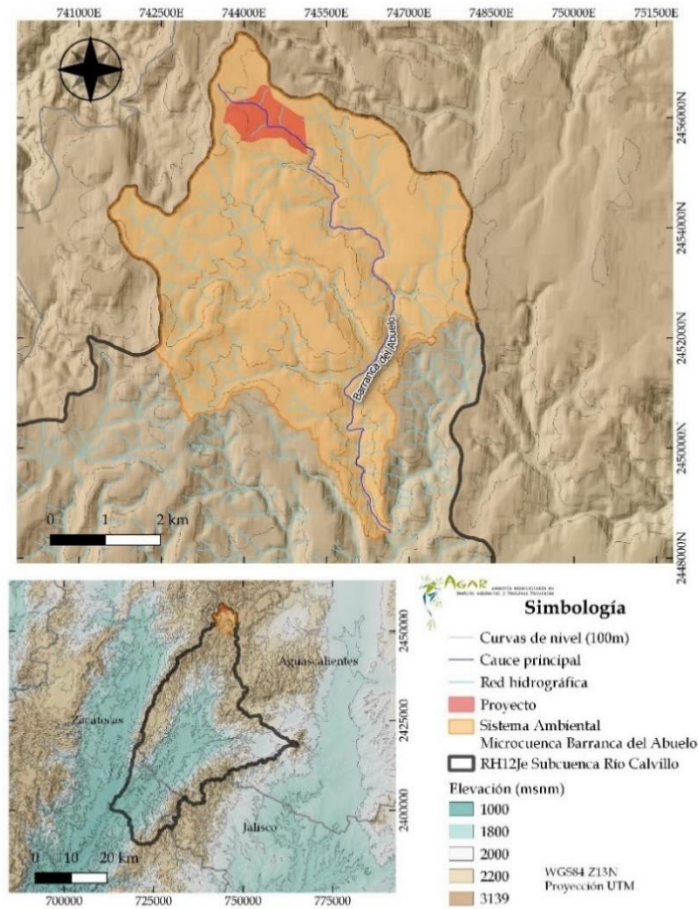 741000E 742500E 744000E 745500E 747000E 748500E 750000E 751500E
2456000N
2454000N
2452000N
2450000N
2448000N
Barranca del Abuelo
0 1 2 km
AGAR
Simbología
Curvas de nivel (100m)
Cauce principal
Red hidrográfica
Proyecto
Sistema Ambiental
Microcuenca Barranca del Abuelo
RH12Je Subcuenca Río Calvillo
Elevación (msnm)
1000
1800
2000
2200
3139
WGS84 Z13N
Proyección UTM
Aguascalientes
Zacatecas
Jalisco
2450000
2425000
2400000
0 10 20 km
700000 725000 750000 775000